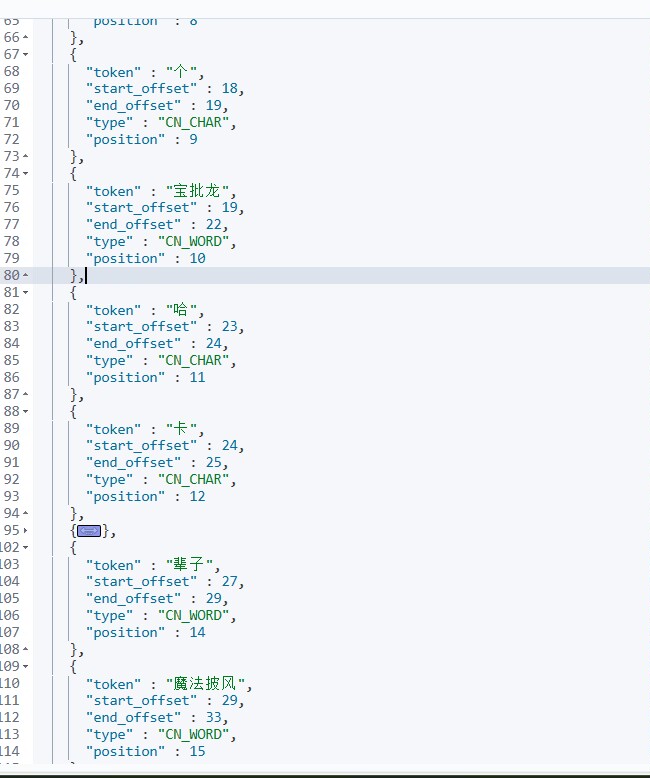 65 "position" : 8
66 },
67 {
68 "token" : "个",
69 "start_offset" : 18,
70 "end_offset" : 19,
71 "type" : "CN_CHAR",
72 "position" : 9
73 },
74 {
75 "token" : "宝批龙",
76 "start_offset" : 19,
77 "end_offset" : 22,
78 "type" : "CN_WORD",
79 "position" : 10
80 },
81 {
82 "token" : "哈",
83 "start_offset" : 23,
84 "end_offset" : 24,
85 "type" : "CN_CHAR",
86 "position" : 11
87 },
88 {
89 "token" : "卡",
90 "start_offset" : 24,
91 "end_offset" : 25,
92 "type" : "CN_CHAR",
93 "position" : 12
94 },
95 {},
102 {
103 "token" : "辈子",
104 "start_offset" : 27,
105 "end_offset" : 29,
106 "type" : "CN_WORD",
107 "position" : 14
108 },
109 {
110 "token" : "魔法披风",
111 "start_offset" : 29,
112 "end_offset" : 33,
113 "type" : "CN_WORD",
114 "position" : 15